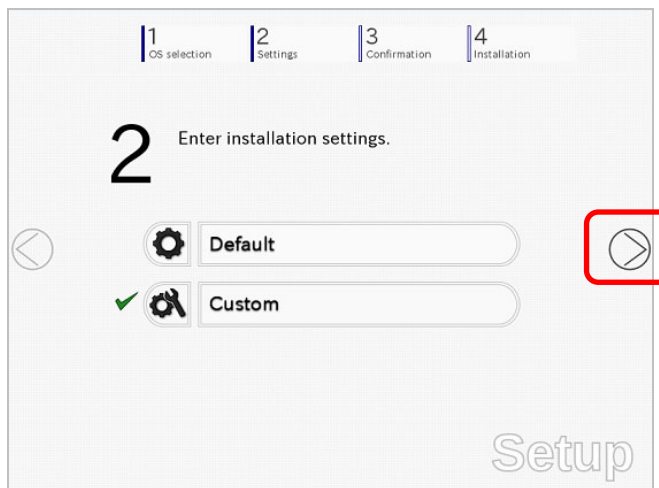 1
OS selection
2
Settings
3
Confirmation
4
Installation
2
Enter installation settings.
Default
Custom
Setup